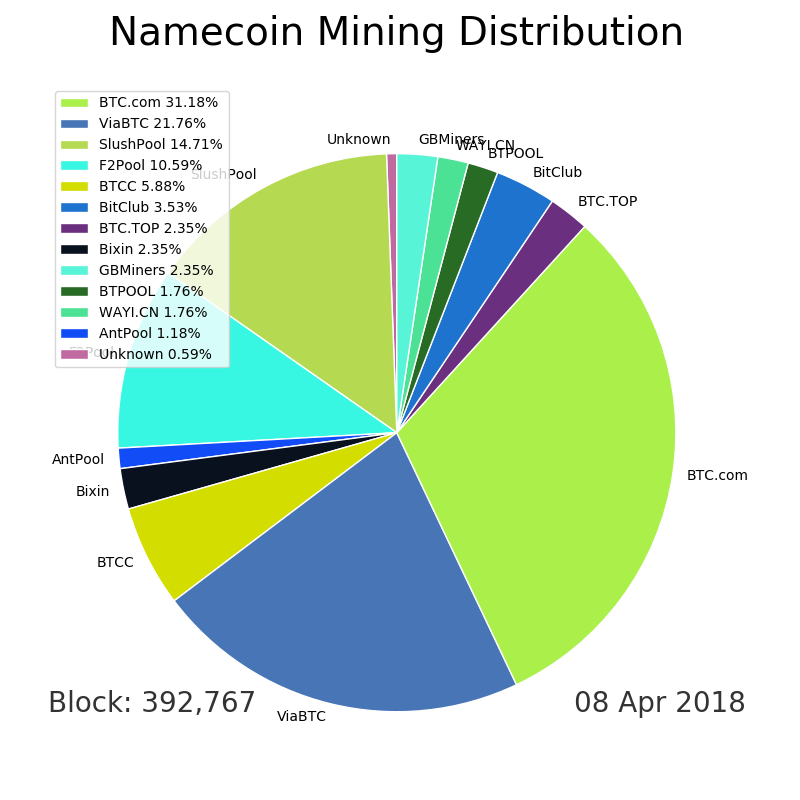 Namecoin Mining Distribution
BTC.com 31.18%
ViaBTC 21.76%
SlushPool 14.71%
F2Pool 10.59%
BTCC 5.88%
BitClub 3.53%
BTC.TOP 2.35%
Bixin 2.35%
GBMiners 2.35%
BTPOOL 1.76%
WAYI.CN 1.76%
AntPool 1.18%
Unknown 0.59%
Unknown
GBMiners
WAYI.CN
BTPOOL
BitClub
BTC.TOP
SlushPool
F2Pool
AntPool
Bixin
BTCC
BTC.com
ViaBTC
Block: 392,767
08 Apr 2018